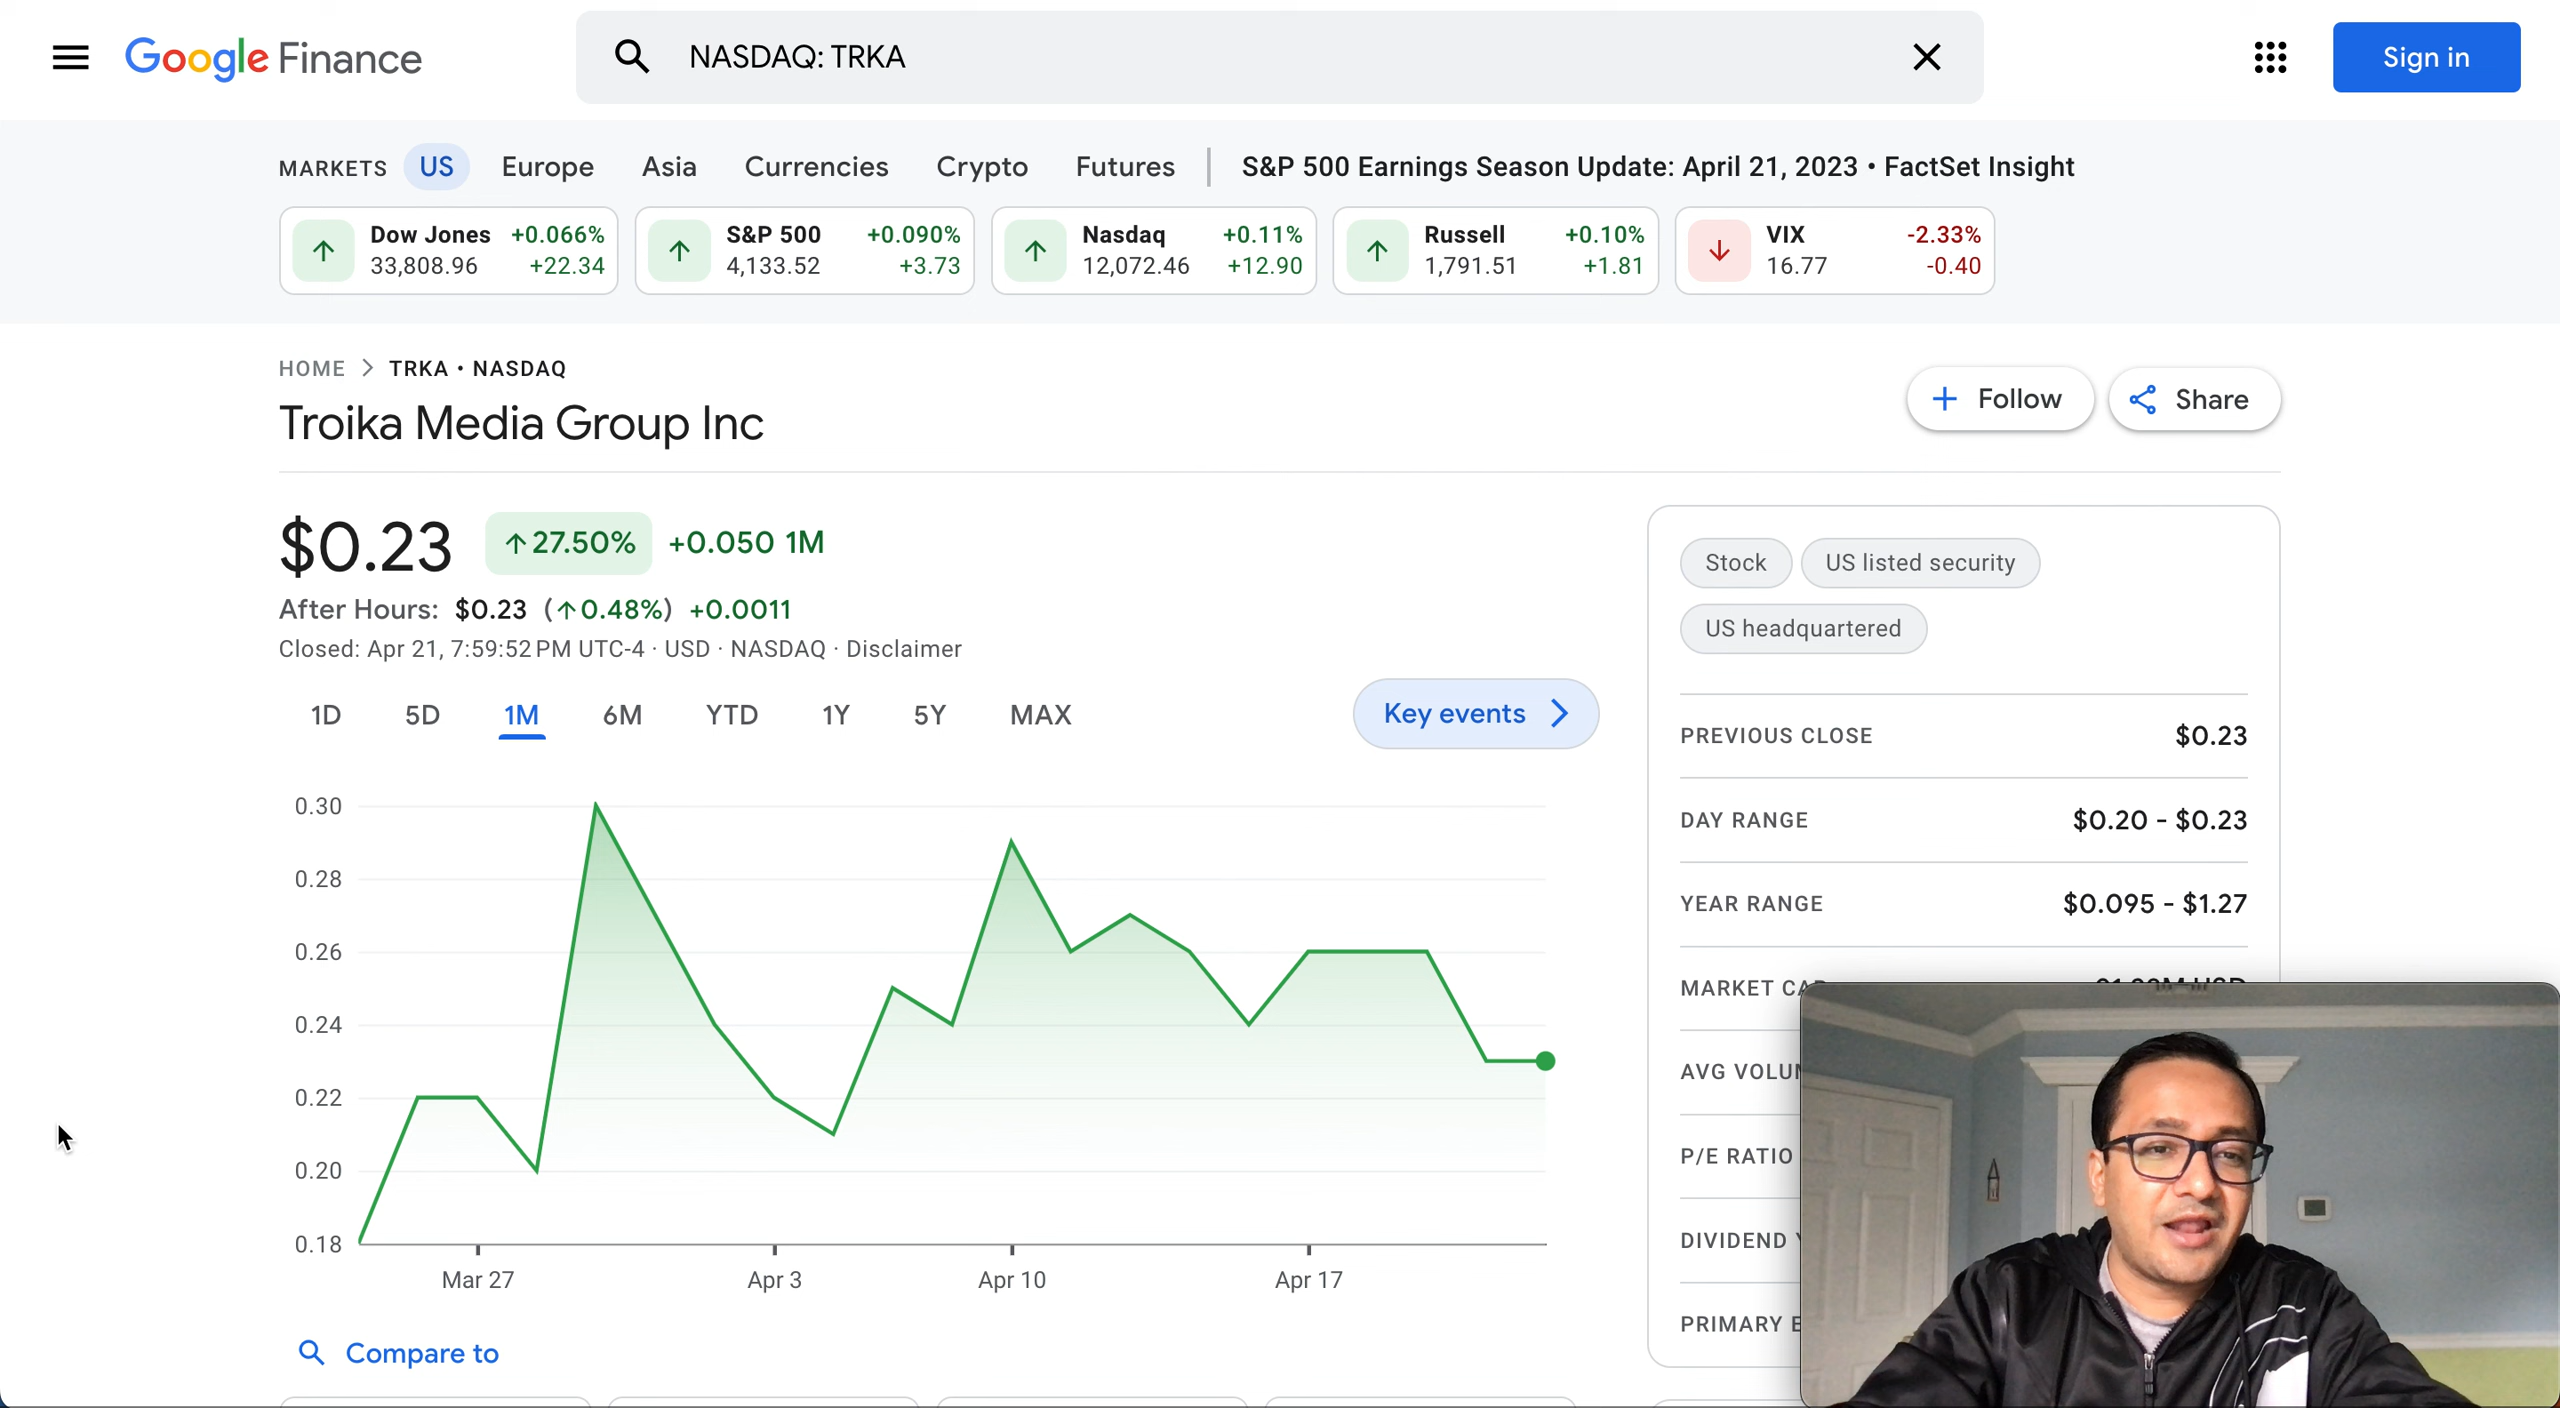 Google Finance
NASDAQ: TRKA
Sign in
MARKETS US Europe Asia Currencies Crypto Futures S&P 500 Earnings Season Update: April 21, 2023 • FactSet Insight
Dow Jones +0.066%
33,808.96 +22.34
S&P 500 +0.090%
4,133.52 +3.73
Nasdaq +0.11%
12,072.46 +12.90
Russell +0.10%
1,791.51 +1.81
VIX -2.33%
16.77 -0.40
HOME > TRKA • NASDAQ
Troika Media Group Inc
+ Follow
Share
$0.23 ↑27.50% +0.050 1M
After Hours: $0.23 (↑0.48%) +0.0011
Closed: Apr 21, 7:59:52 PM UTC-4 · USD · NASDAQ · Disclaimer
1D 5D 1M 6M YTD 1Y 5Y MAX
Key events >
0.30
0.28
0.26
0.24
0.22
0.20
0.18
Mar 27 Apr 3 Apr 10 Apr 17
Compare to
Stock US listed security
US headquartered
PREVIOUS CLOSE $0.23
DAY RANGE $0.20 - $0.23
YEAR RANGE $0.095 - $1.27
MARKET
AVG
P/E RATIO
DIVIDEND
PRIMARY